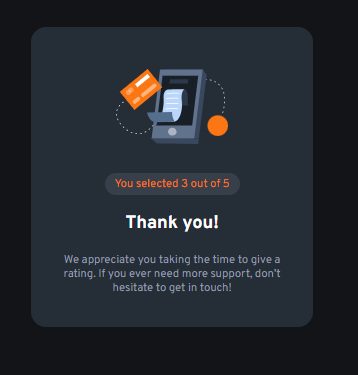 You selected 3 out of 5
Thank you!
We appreciate you taking the time to give a
rating. If you ever need more support, don't
hesitate to get in touch!